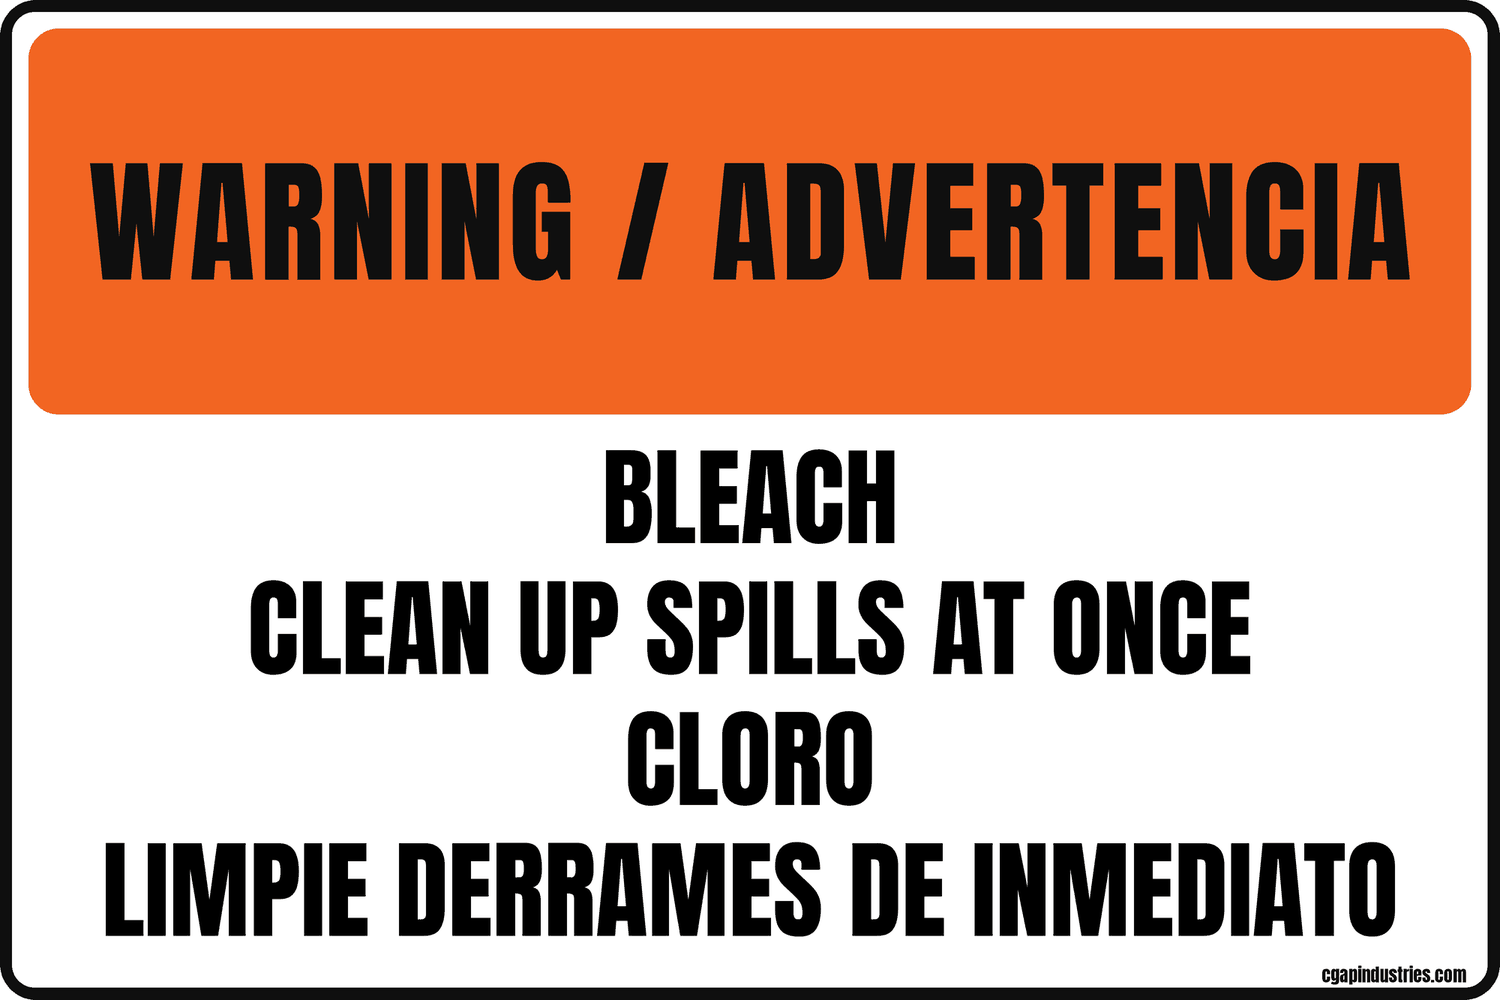 WARNING / ADVERTENCIA
BLEACH
CLEAN UP SPILLS AT ONCE
CLORO
LIMPIE DERRAMES DE INMEDIATO
cgapindustries.com